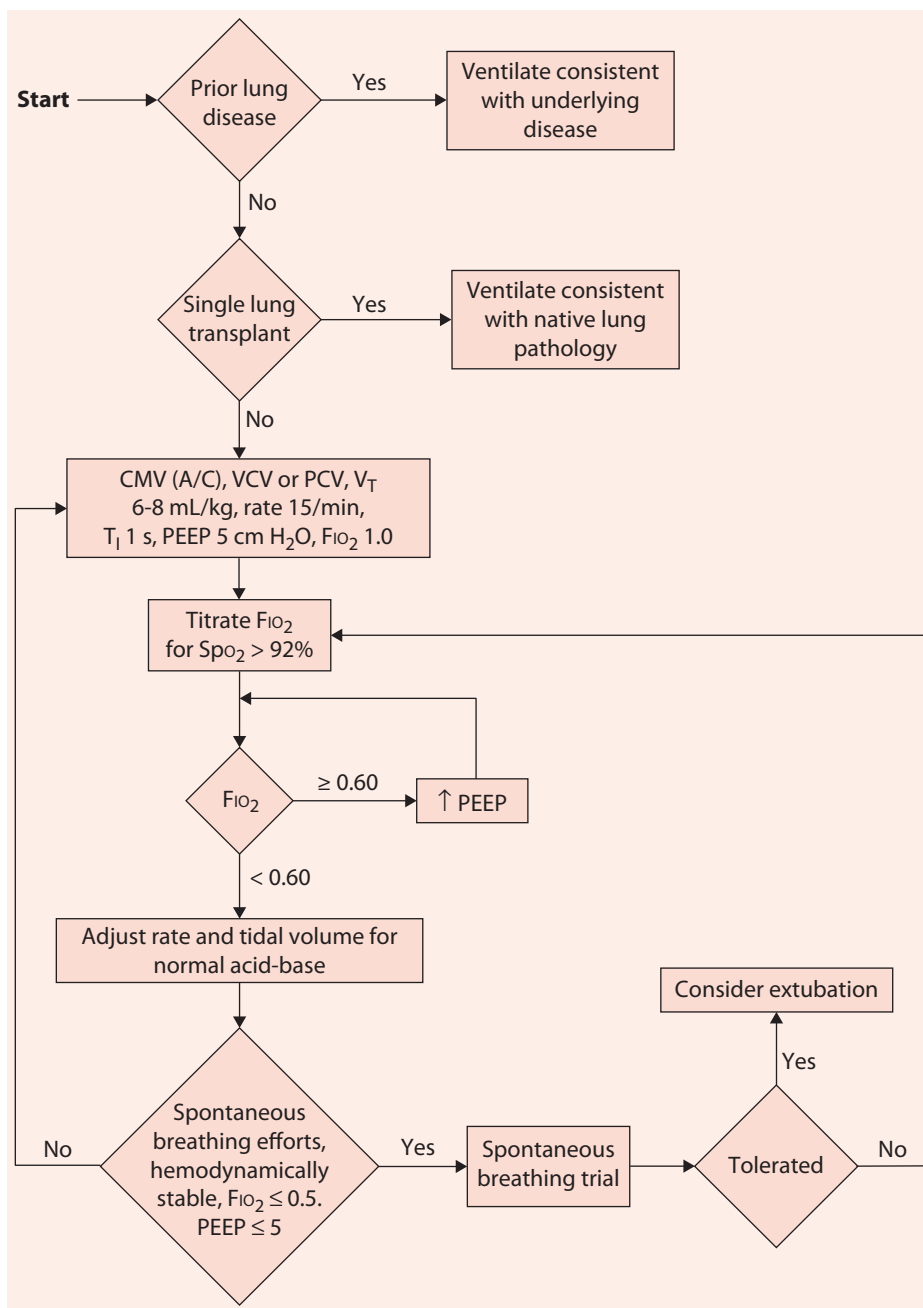 Start
Prior lung
disease
Yes
Ventilate consistent
with underlying
disease
No
Single lung
transplant
Yes
Ventilate consistent
with native lung
pathology
No
CMV (A/C), VCV or PCV, V_T
6-8 mL/kg, rate 15/min,
T_I 1 s, PEEP 5 cm H₂O, FIO₂ 1.0
Titrate FIO₂
for SpO₂ > 92%
FIO₂
≥ 0.60
↑ PEEP
< 0.60
Adjust rate and tidal volume for
normal acid-base
Spontaneous
breathing efforts,
hemodynamically
stable, FIO₂ ≤ 0.5.
PEEP ≤ 5
No
Yes
Spontaneous
breathing trial
Tolerated
Yes
Consider extubation
No